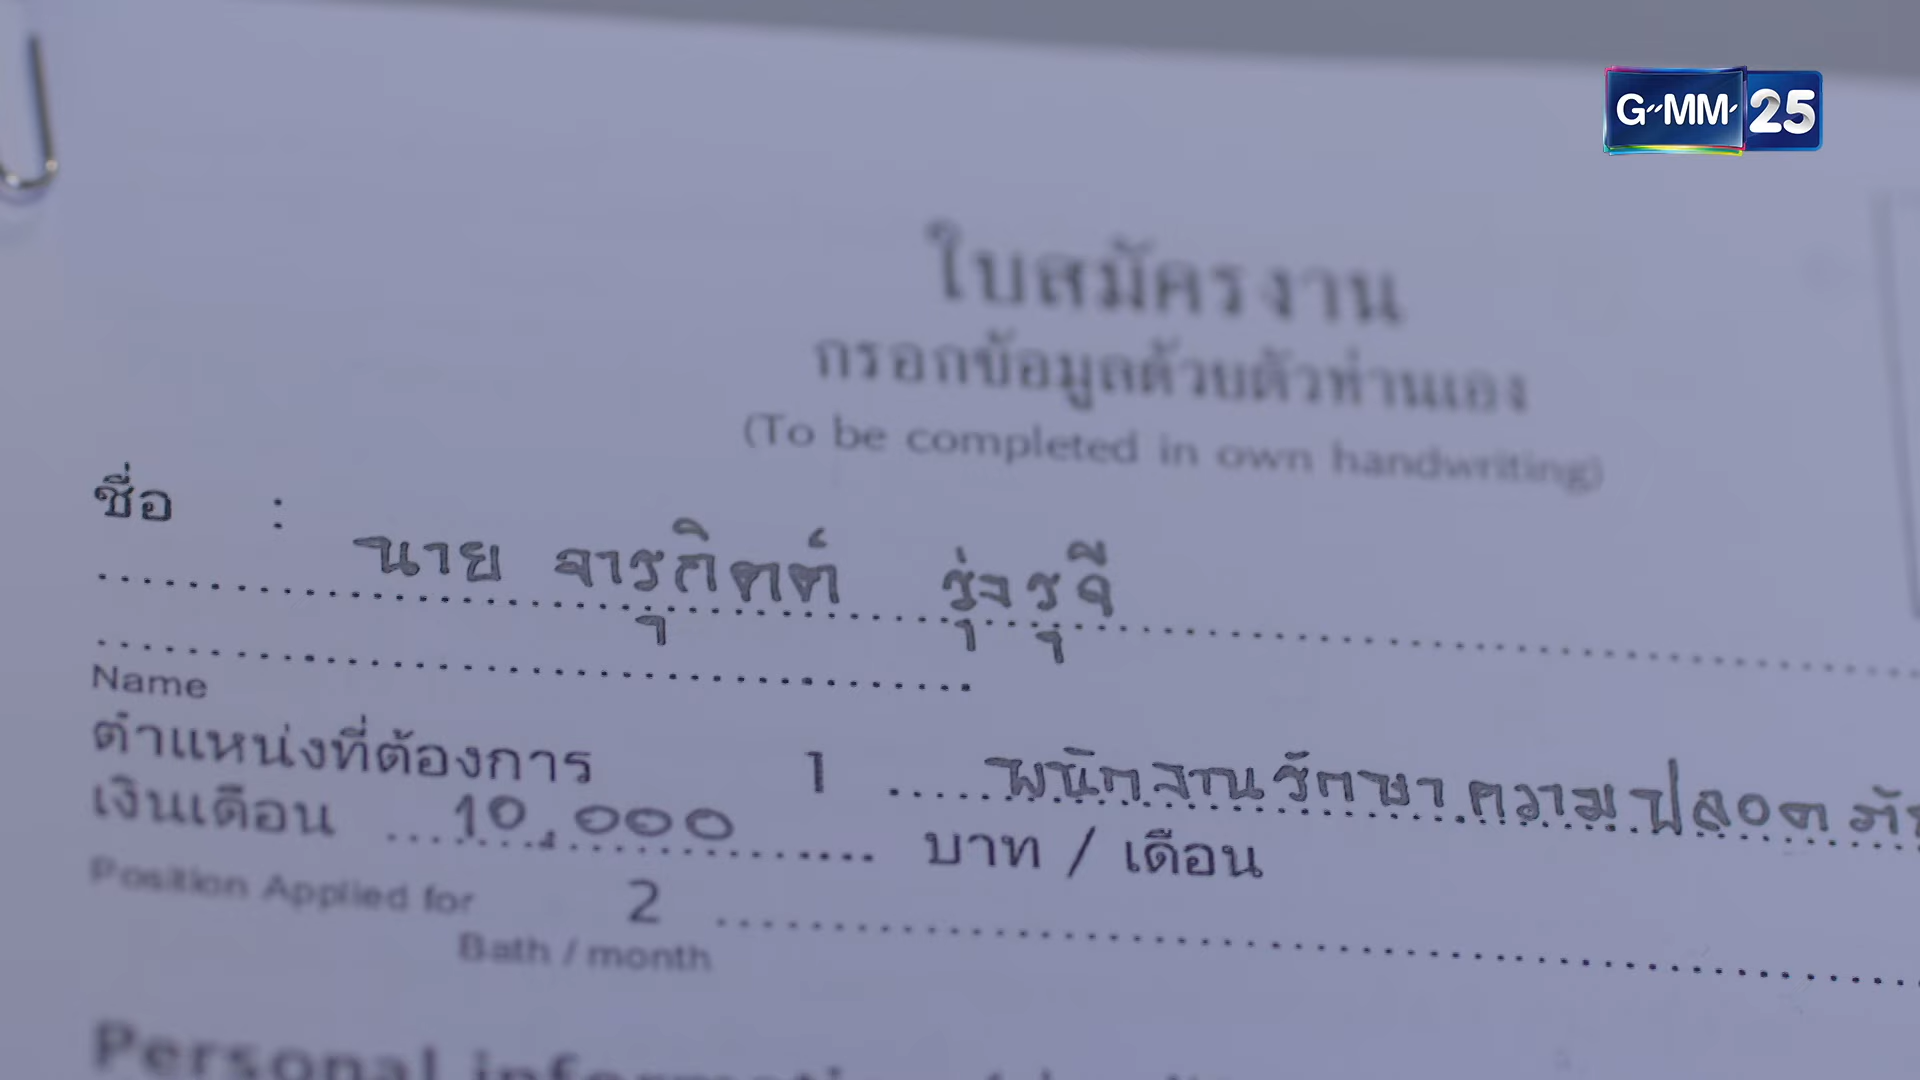 G-MM-25
ใบสมัครงาน
กรอกข้อมูลด้วยตัวท่านเอง
(To be completed in own handwriting)
ชื่อ : นาย จารุกิตต์ รุ่งรุจี
Name
ตำแหน่งที่ต้องการ 1 พนักงานรักษาความปลอดภั
เงินเดือน 10,000 บาท / เดือน
Position Applied for 2
Bath / month
Personal information